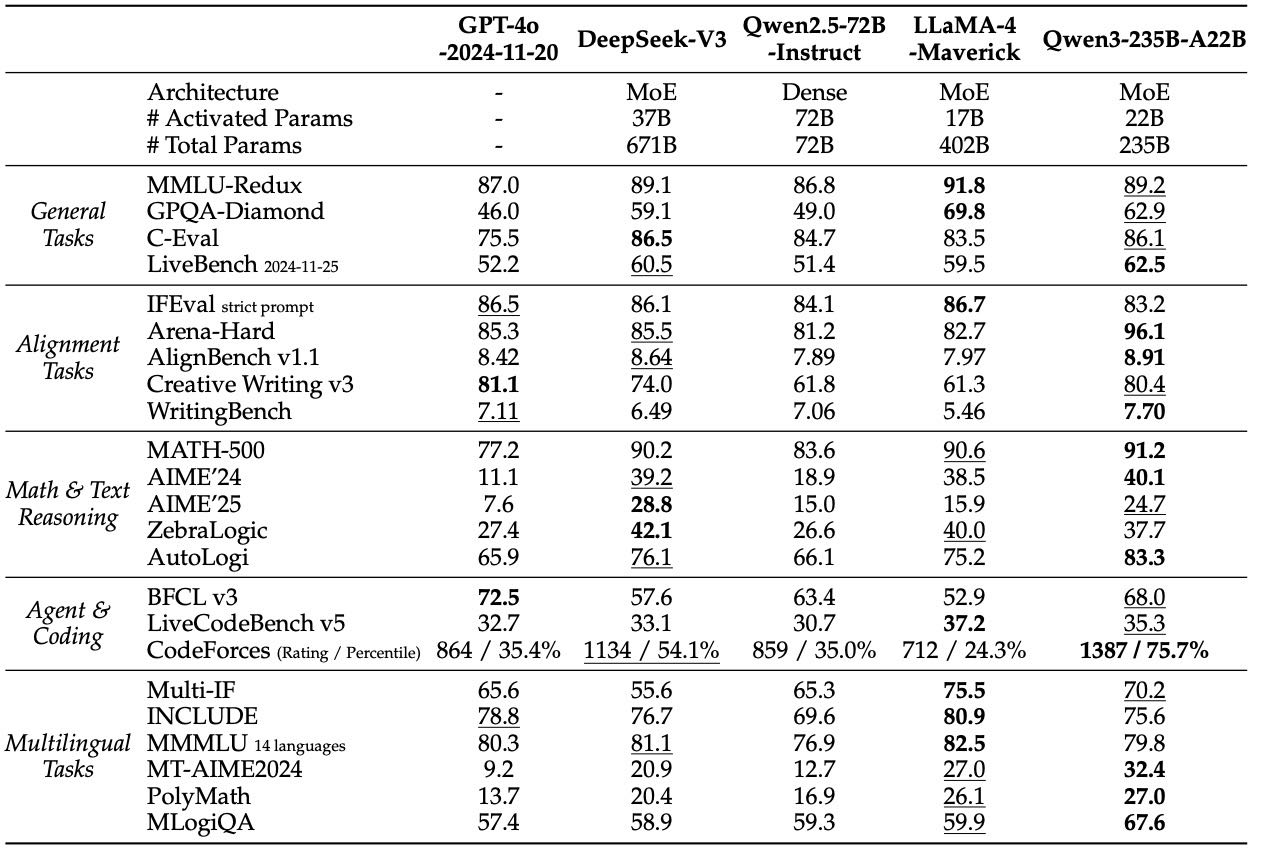 GPT-4o -2024-11-20 DeepSeek-V3 Qwen2.5-72B -Instruct LLaMA-4 -Maverick Qwen3-235B-A22B
Architecture - MoE Dense MoE MoE
# Activated Params - 37B 72B 17B 22B
# Total Params - 671B 72B 402B 235B
General Tasks
MMLU-Redux 87.0 89.1 86.8 91.8 89.2
GPQA-Diamond 46.0 59.1 49.0 69.8 62.9
C-Eval 75.5 86.5 84.7 83.5 86.1
LiveBench 2024-11-25 52.2 60.5 51.4 59.5 62.5
Alignment Tasks
IFEval strict prompt 86.5 86.1 84.1 86.7 83.2
Arena-Hard 85.3 85.5 81.2 82.7 96.1
AlignBench v1.1 8.42 8.64 7.89 7.97 8.91
Creative Writing v3 81.1 74.0 61.8 61.3 80.4
WritingBench 7.11 6.49 7.06 5.46 7.70
Math & Text Reasoning
MATH-500 77.2 90.2 83.6 90.6 91.2
AIME'24 11.1 39.2 18.9 38.5 40.1
AIME'25 7.6 28.8 15.0 15.9 24.7
ZebraLogic 27.4 42.1 26.6 40.0 37.7
AutoLogi 65.9 76.1 66.1 75.2 83.3
Agent & Coding
BFCL v3 72.5 57.6 63.4 52.9 68.0
LiveCodeBench v5 32.7 33.1 30.7 37.2 35.3
CodeForces (Rating / Percentile) 864 / 35.4% 1134 / 54.1% 859 / 35.0% 712 / 24.3% 1387 / 75.7%
Multilingual Tasks
Multi-IF 65.6 55.6 65.3 75.5 70.2
INCLUDE 78.8 76.7 69.6 80.9 75.6
MMMLU 14 languages 80.3 81.1 76.9 82.5 79.8
MT-AIME2024 9.2 20.9 12.7 27.0 32.4
PolyMath 13.7 20.4 16.9 26.1 27.0
MLogiQA 57.4 58.9 59.3 59.9 67.6